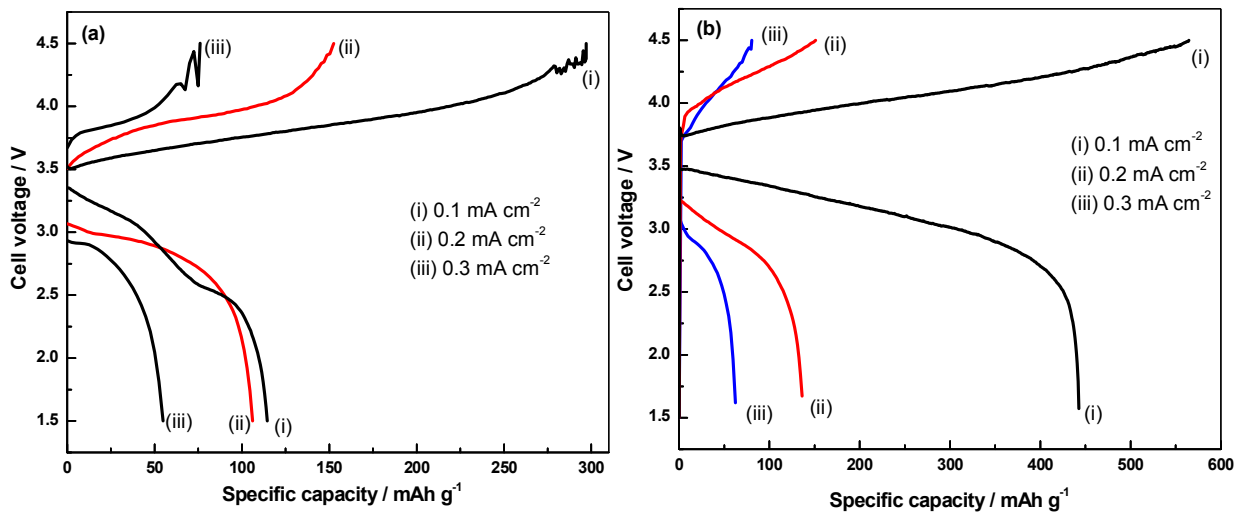 (a)
Cell voltage / V
4.5
4.0
3.5
3.0
2.5
2.0
1.5
(iii)
(ii)
(i)
(i) 0.1 mA cm⁻²
(ii) 0.2 mA cm⁻²
(iii) 0.3 mA cm⁻²
(iii)
(ii)
(i)
0 50 100 150 200 250 300
Specific capacity / mAh g⁻¹
(b)
Cell voltage / V
4.5
4.0
3.5
3.0
2.5
2.0
1.5
(iii)
(ii)
(i)
(i) 0.1 mA cm⁻²
(ii) 0.2 mA cm⁻²
(iii) 0.3 mA cm⁻²
(iii)
(ii)
(i)
0 100 200 300 400 500 600
Specific capacity / mAh g⁻¹